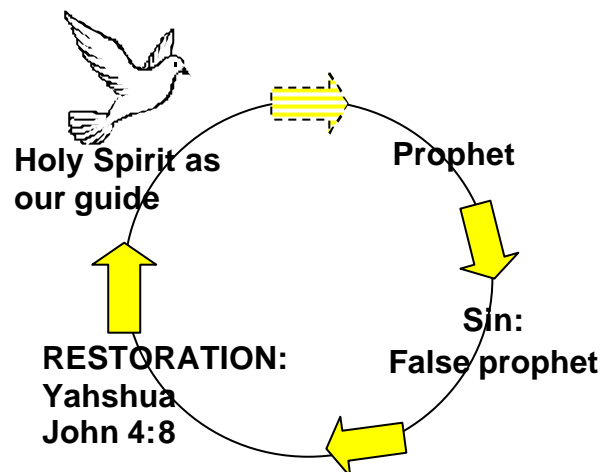 Holy Spirit as
our guide
Prophet
Sin:
False prophet
RESTORATION:
Yahshua
John 4:8